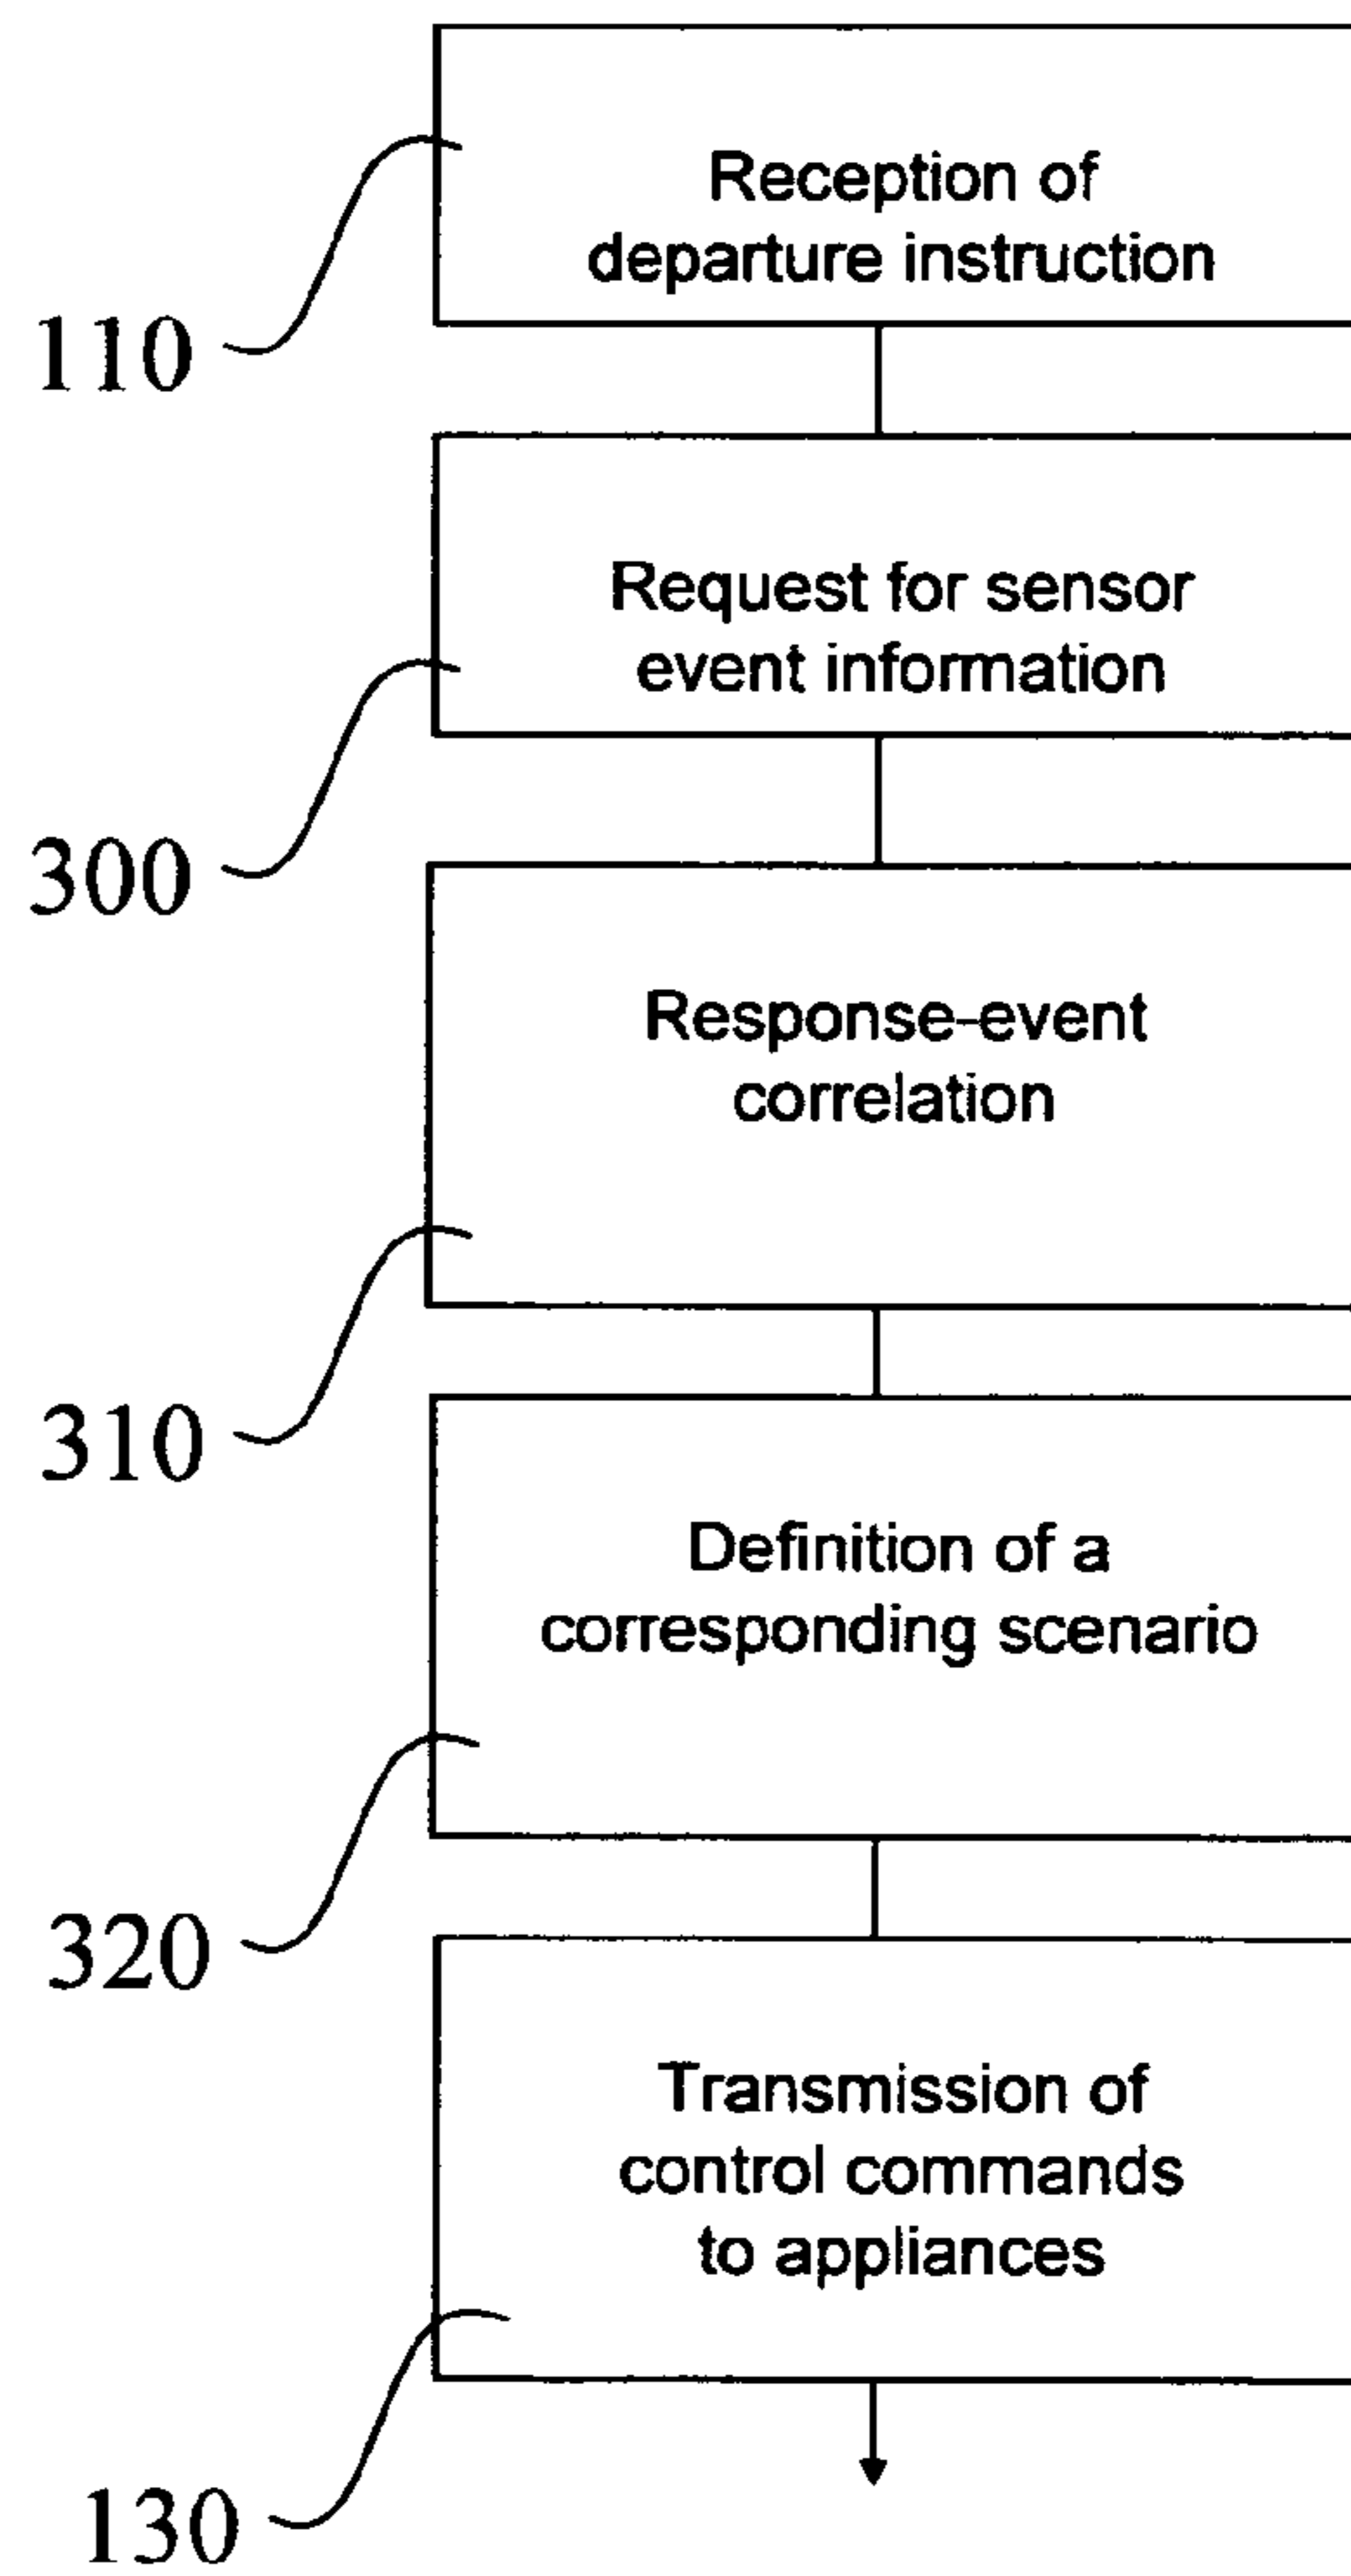 Reception of
departure instruction
110
Request for sensor
event information
300
Response-event
correlation
310
Definition of a
corresponding scenario
320
Transmission of
control commands
to appliances
130